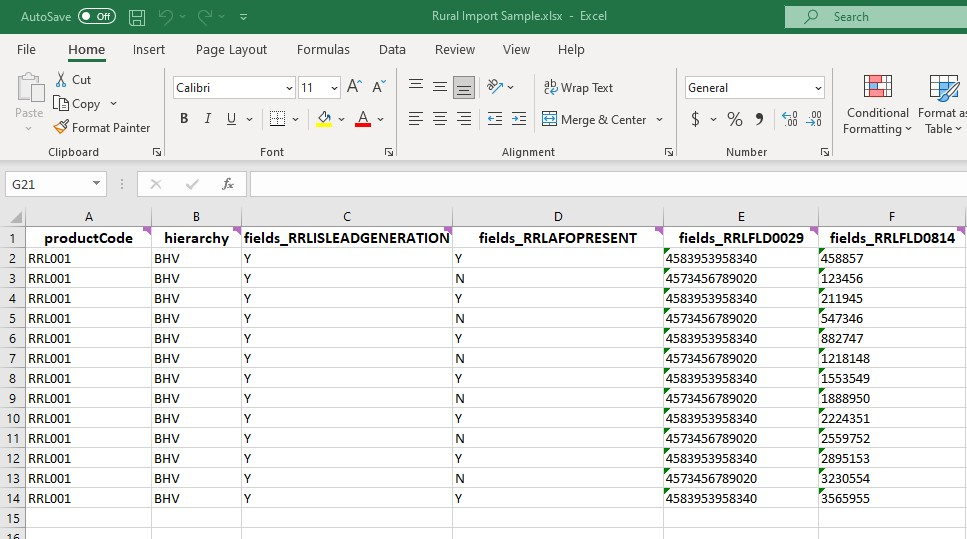 AutoSave Off Rural Import Sample.xlsx - Excel Search
File Home Insert Page Layout Formulas Data Review View Help
Paste Cut Calibri 11 A A Wrap Text General Conditional Formatting Format as Table
Copy
Format Painter B I U A Merge & Center $ % 9 .00 .00
Clipboard Font Alignment Number
G21 fx
A B C D E F
1 productCode hierarchy fields_RRLISLEADGENERATION fields_RRLAFOPRESENT fields_RRLFLD0029 fields_RRLFLD0814
2 RRL001 BHV Y Y 4583953958340 458857
3 RRL001 BHV Y N 4573456789020 123456
4 RRL001 BHV Y Y 4583953958340 211945
5 RRL001 BHV Y N 4573456789020 547346
6 RRL001 BHV Y Y 4583953958340 882747
7 RRL001 BHV Y N 4573456789020 1218148
8 RRL001 BHV Y Y 4583953958340 1553549
9 RRL001 BHV Y N 4573456789020 1888950
10 RRL001 BHV Y Y 4583953958340 2224351
11 RRL001 BHV Y N 4573456789020 2559752
12 RRL001 BHV Y Y 4583953958340 2895153
13 RRL001 BHV Y N 4573456789020 3230554
14 RRL001 BHV Y Y 4583953958340 3565955
15